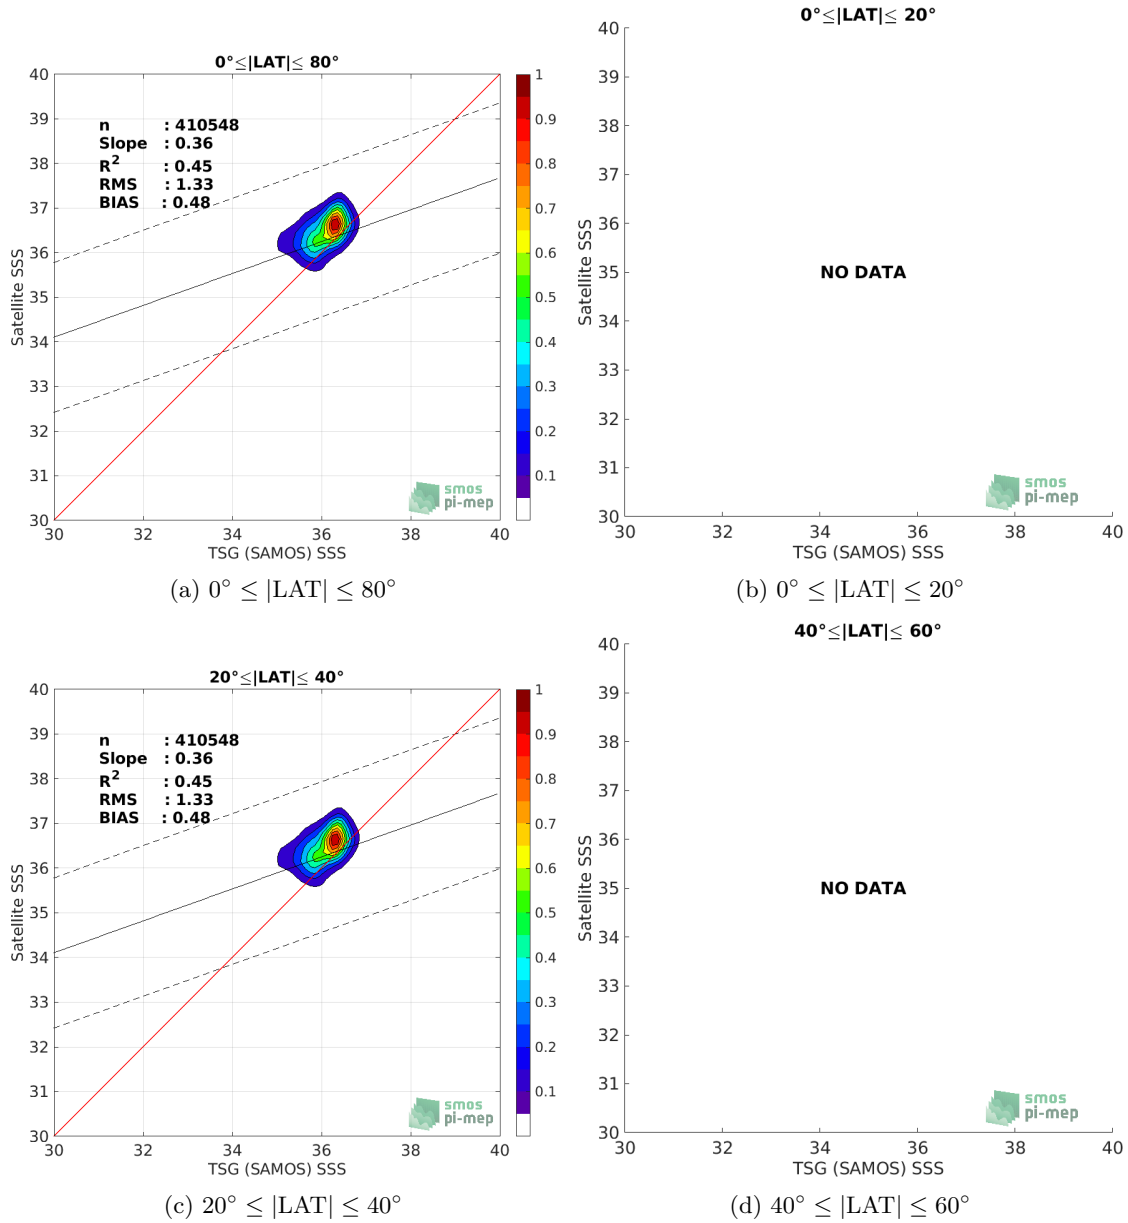 0°≤|LAT|≤ 80°
n : 410548
Slope : 0.36
R² : 0.45
RMS : 1.33
BIAS : 0.48
40
39
38
37
36
35
34
33
32
31
30
Satellite SSS
30 32 34 36 38 40
TSG (SAMOS) SSS
1
0.9
0.8
0.7
0.6
0.5
0.4
0.3
0.2
0.1
smos
pi-mep
(a) 0° ≤ |LAT| ≤ 80°
0°≤|LAT|≤ 20°
40
39
38
37
36
35
34
33
32
31
30
Satellite SSS
NO DATA
smos
pi-mep
30 32 34 36 38 40
TSG (SAMOS) SSS
(b) 0° ≤ |LAT| ≤ 20°
20°≤|LAT|≤ 40°
n : 410548
Slope : 0.36
R² : 0.45
RMS : 1.33
BIAS : 0.48
40
39
38
37
36
35
34
33
32
31
30
Satellite SSS
30 32 34 36 38 40
TSG (SAMOS) SSS
1
0.9
0.8
0.7
0.6
0.5
0.4
0.3
0.2
0.1
smos
pi-mep
(c) 20° ≤ |LAT| ≤ 40°
40°≤|LAT|≤ 60°
40
39
38
37
36
35
34
33
32
31
30
Satellite SSS
NO DATA
smos
pi-mep
30 32 34 36 38 40
TSG (SAMOS) SSS
(d) 40° ≤ |LAT| ≤ 60°